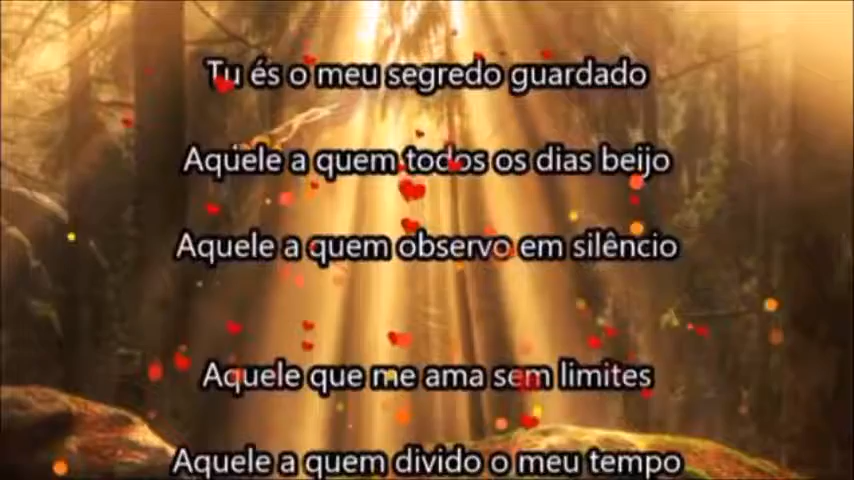 Tu és o meu segredo guardado
Aquele a quem todos os dias beijo
Aquele a quem observo em silêncio
Aquele que me ama sem limites
Aquele a quem divido o meu tempo